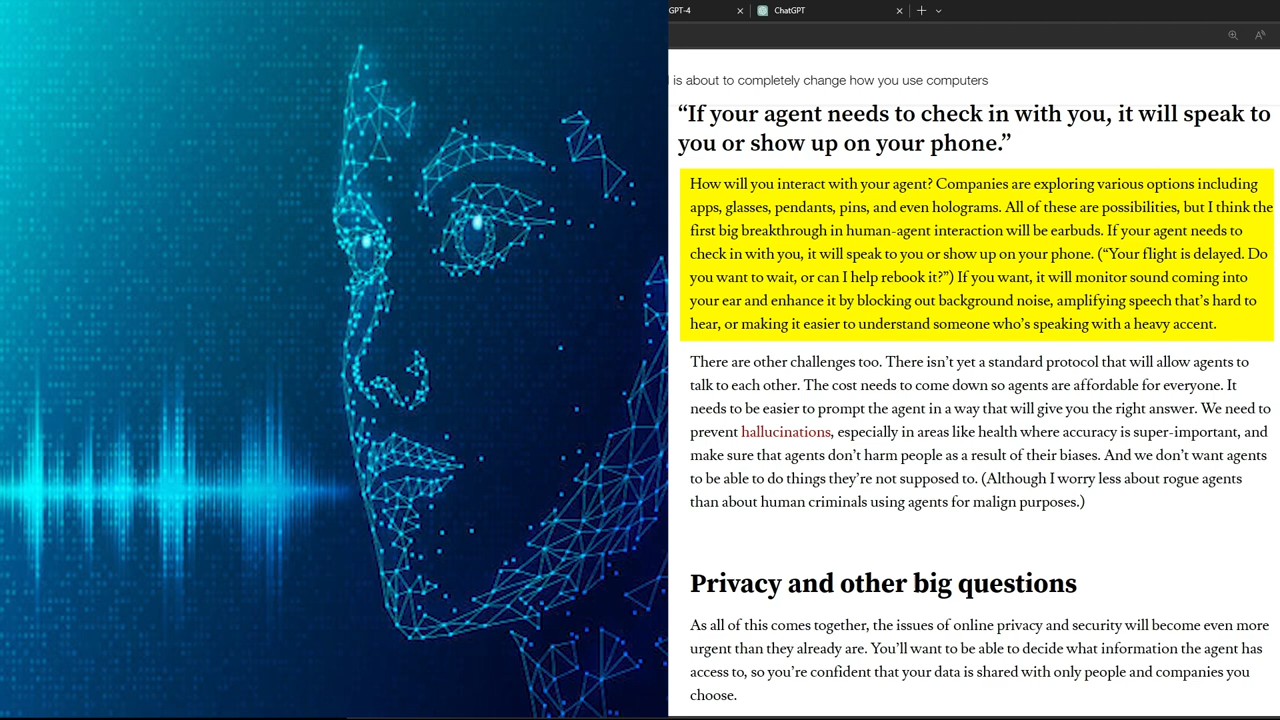 GPT-4
ChatGPT
is about to completely change how you use computers
“If your agent needs to check in with you, it will speak to
you or show up on your phone.”
How will you interact with your agent? Companies are exploring various options including
apps, glasses, pendants, pins, and even holograms. All of these are possibilities, but I think the
first big breakthrough in human-agent interaction will be earbuds. If your agent needs to
check in with you, it will speak to you or show up on your phone. (“Your flight is delayed. Do
you want to wait, or can I help rebook it?”) If you want, it will monitor sound coming into
your ear and enhance it by blocking out background noise, amplifying speech that’s hard to
hear, or making it easier to understand someone who’s speaking with a heavy accent.
There are other challenges too. There isn’t yet a standard protocol that will allow agents to
talk to each other. The cost needs to come down so agents are affordable for everyone. It
needs to be easier to prompt the agent in a way that will give you the right answer. We need to
prevent hallucinations, especially in areas like health where accuracy is super-important, and
make sure that agents don’t harm people as a result of their biases. And we don’t want agents
to be able to do things they’re not supposed to. (Although I worry less about rogue agents
than about human criminals using agents for malign purposes.)
Privacy and other big questions
As all of this comes together, the issues of online privacy and security will become even more
urgent than they already are. You’ll want to be able to decide what information the agent has
access to, so you’re confident that your data is shared with only people and companies you
choose.